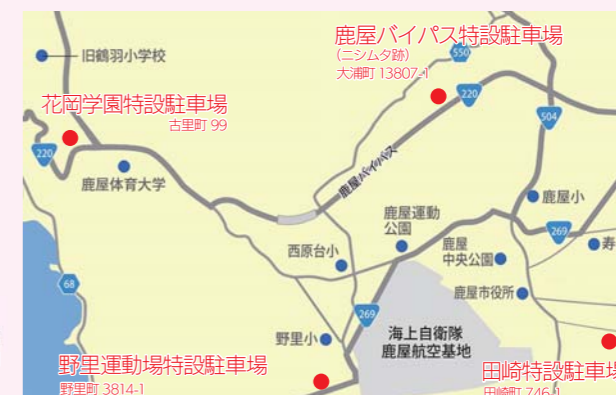 鹿屋バイパス特設駐車場
（ニシムタ跡）
大浦町 13807-1
550
旧鶴羽小学校
花岡学園特設駐車場
古里町 99
220
504
220
鹿屋体育大学
鹿屋バイパス
鹿屋小
鹿屋運動
公園
269
西原台小
鹿屋
中央公園
寿
68
鹿屋市役所
269
海上自衛隊
鹿屋航空基地
野里小
野里運動場特設駐車場
野里町 3814-1
田崎特設駐車場
田崎町 746-1